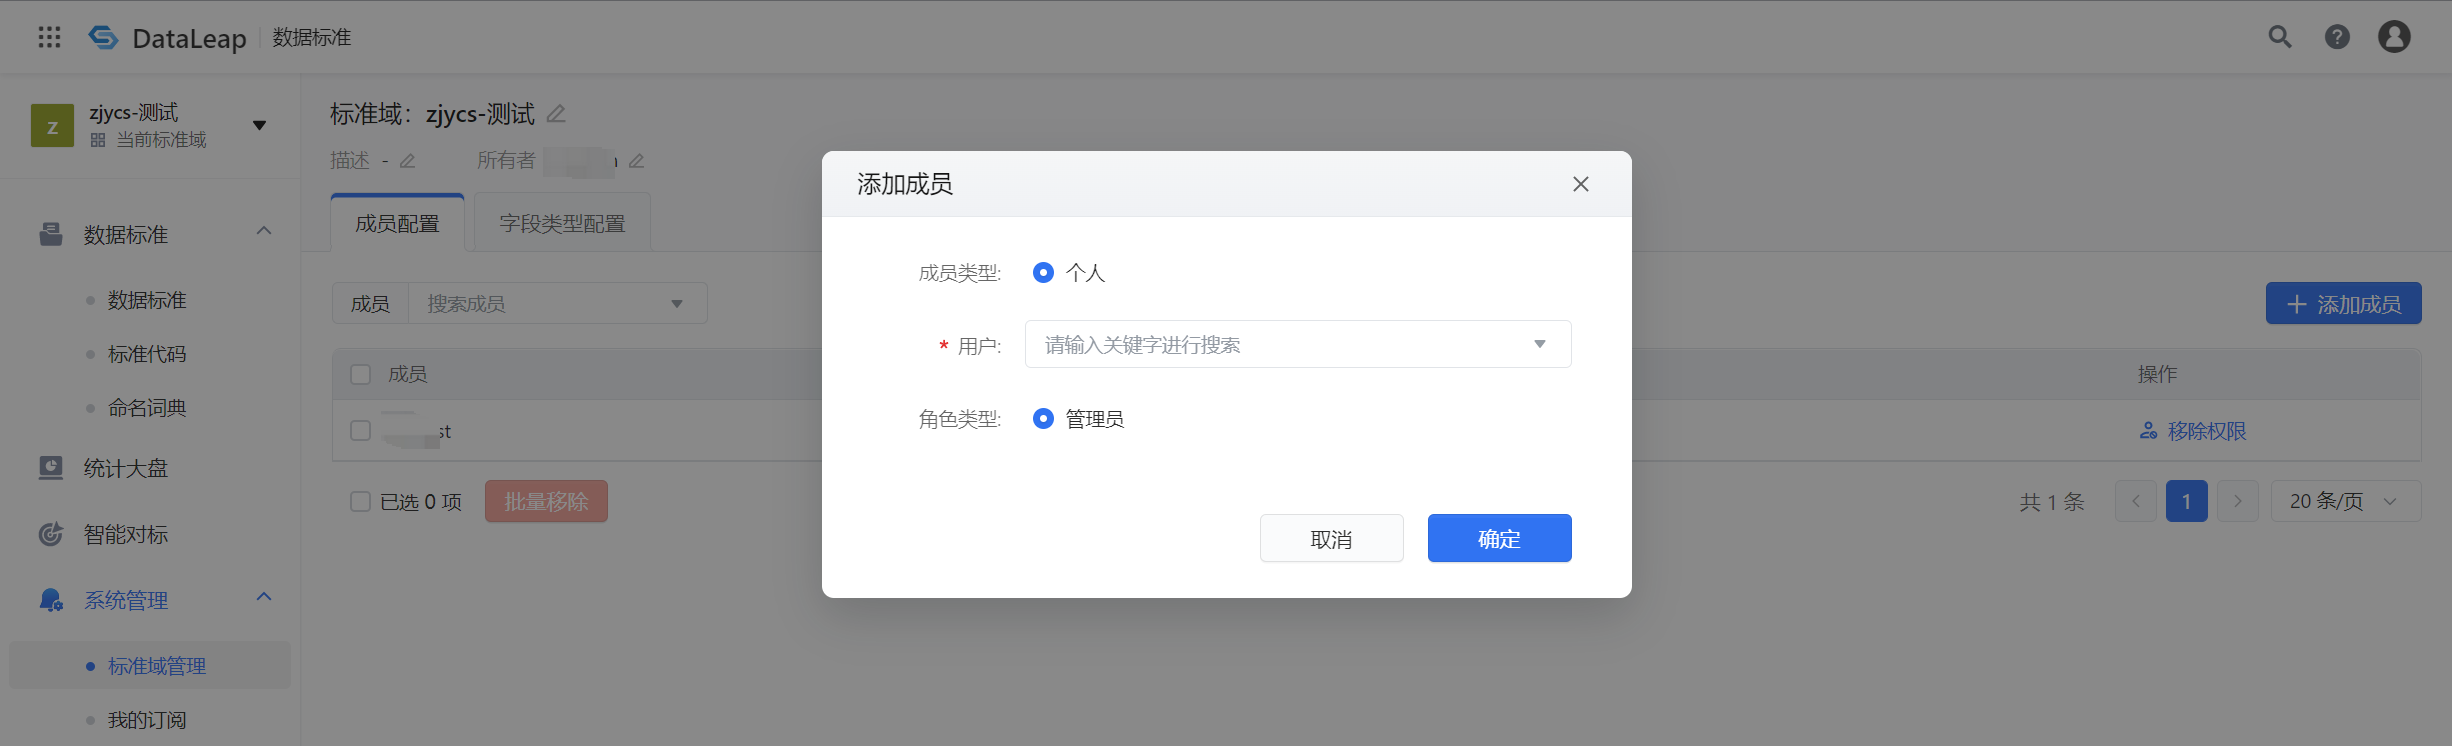 DataLeap 数据标准
z
zjycs-测试
当前标准域
数据标准
数据标准
标准代码
命名词典
统计大盘
智能对标
系统管理
标准域管理
我的订阅
标准域：zjycs-测试
描述 - 所有者
成员配置 字段类型配置
成员 搜索成员
添加成员
成员 操作
st 移除权限
已选 0 项 批量移除
共 1 条 1 20 条/页
添加成员
成员类型: 个人
* 用户: 请输入关键字进行搜索
角色类型: 管理员
取消 确定